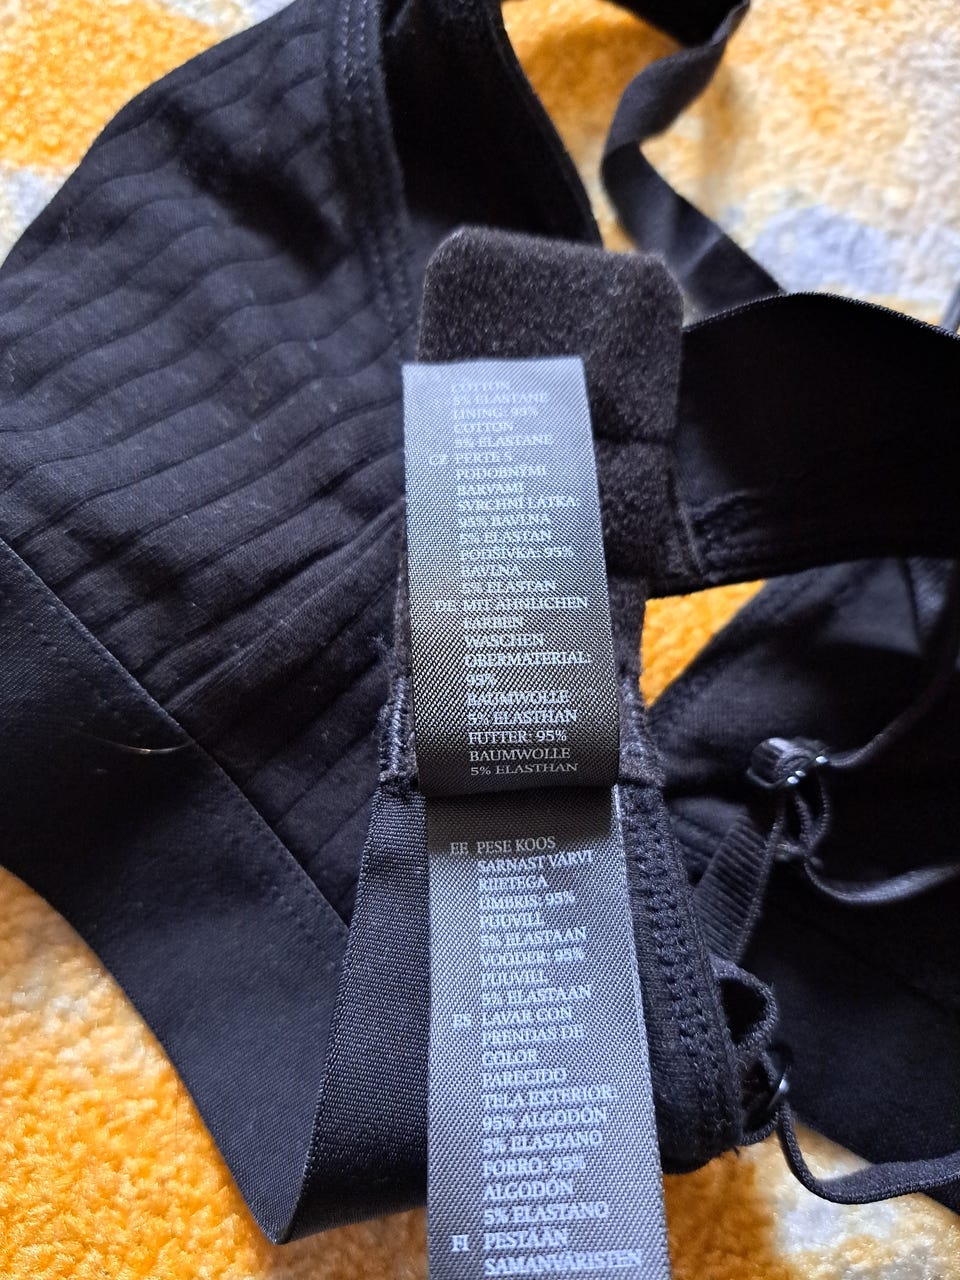 COTTON
5% ELASTANE
LINING: 95%
COTTON
5% ELASTANE
CZ PERTE S
PODOBNÝMI
BARVAMI
SVRCHNÍ LÁTKA:
95% BAVLNA
5% ELASTAN
PODŠÍVKA: 95%
BAVLNA
5% ELASTAN
DE MIT ÄHNLICHEN
FARBEN
WASCHEN
OBERMATERIAL:
95%
BAUMWOLLE
5% ELASTHAN
FUTTER: 95%
BAUMWOLLE
5% ELASTHAN
EE PESE KOOS
SARNAST VÄRVI
RIIETEGA
ÜMBRIS: 95%
PUUVILL
5% ELASTAAN
VOODER: 95%
PUUVILL
5% ELASTAAN
ES LAVAR CON
PRENDAS DE
COLOR
PARECIDO
TELA EXTERIOR:
95% ALGODÓN
5% ELASTANO
FORRO: 95%
ALGODÓN
5% ELASTANO
FI PESTÄÄN
SAMANVÄRISTEN